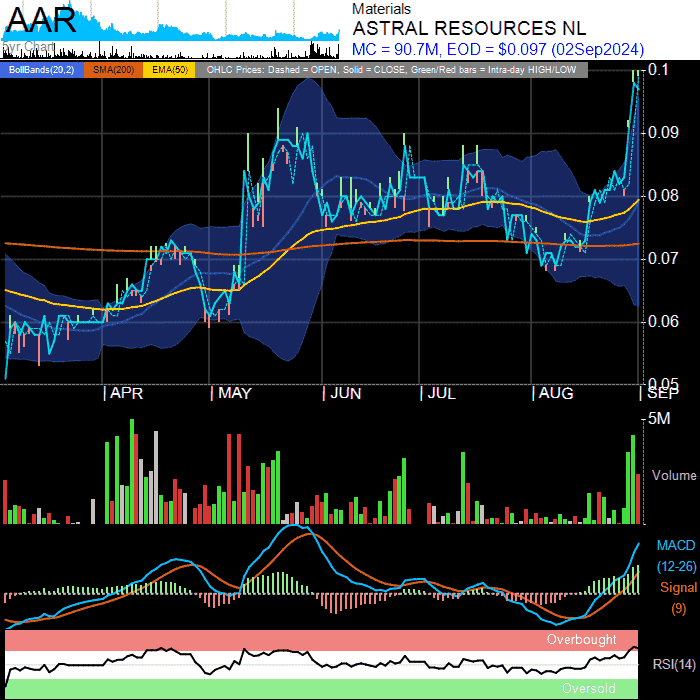 AAR
Materials
ASTRAL RESOURCES NL
MC = 90.7M, EOD = $0.097 (02Sep2024)
BollBands(20,2) SMA(200) EMA(50) OHLC Prices: Dashed = OPEN, Solid = CLOSE, Green/Red bars = Intra-day HIGH/LOW
0.1
0.09
0.08
0.07
0.06
0.05
APR MAY JUN JUL AUG SEP
5M
Volume
MACD
(12-26)
Signal
(9)
Overbought
RSI(14)
Oversold